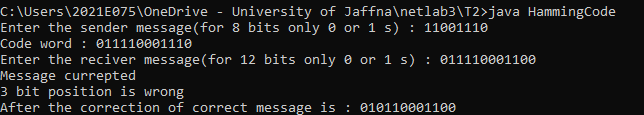 C:\Users\2021E075\OneDrive - University of Jaffna\netlab3\T2>java HammingCode
Enter the sender message(for 8 bits only 0 or 1 s) : 11001110
Code word : 011110001110
Enter the reciver message(for 12 bits only 0 or 1 s) : 011110001100
Message currepted
3 bit position is wrong
After the correction of correct message is : 010110001100